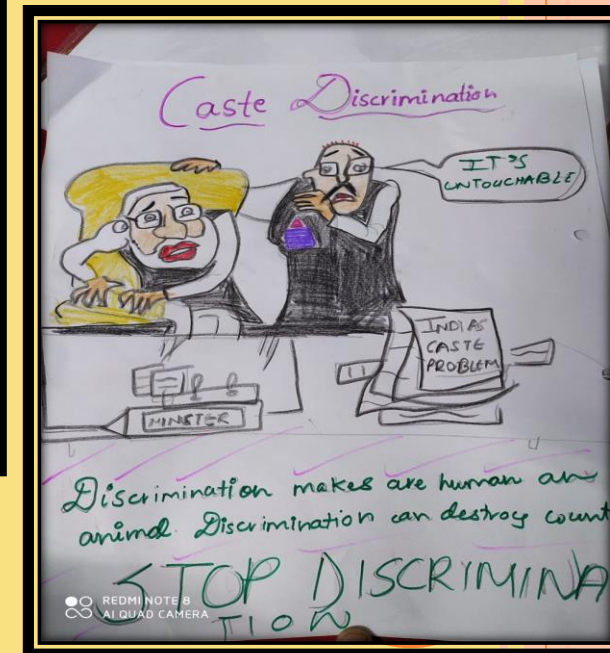 Caste Discrimination
IT'S
UNTOUCHABLE
INDIAS
CASTE
PROBLEM
MINSTER
Discrimination makes are human an
animal. Discrimination can destroy count
STOP DISCRIMINA
TION
REDMI NOTE 8
AI QUAD CAMERA